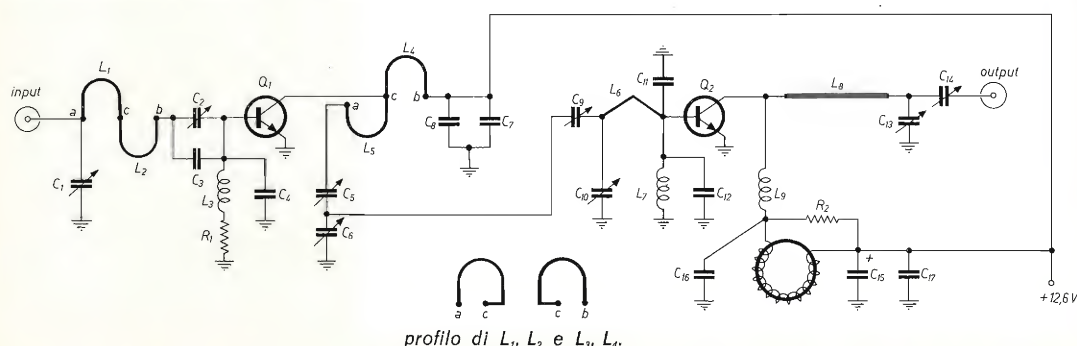 input
L1
a
c
b
L2
C1
C2
C3
L3
R1
C4
Q1
L4
a
c
b
L5
C5
C6
C8
C7
C9
L6
C10
C11
L7
C12
Q2
L8
C13
C14
output
L9
R2
C16
+
C15
C17
+12,6V
a
c
c
b
profilo di L1, L2 e L3, L4.